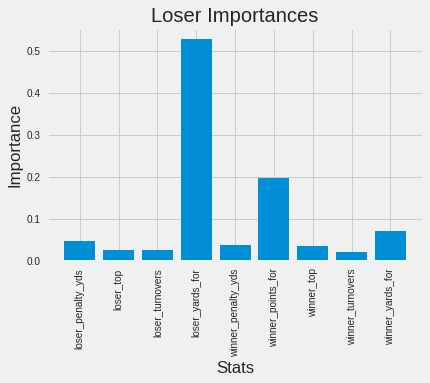 Loser Importances
Importance
0.5
0.4
0.3
0.2
0.1
0.0
loser_penalty_yds
loser_top
loser_turnovers
loser_yards_for
winner_penalty_yds
winner_points_for
winner_top
winner_turnovers
winner_yards_for
Stats